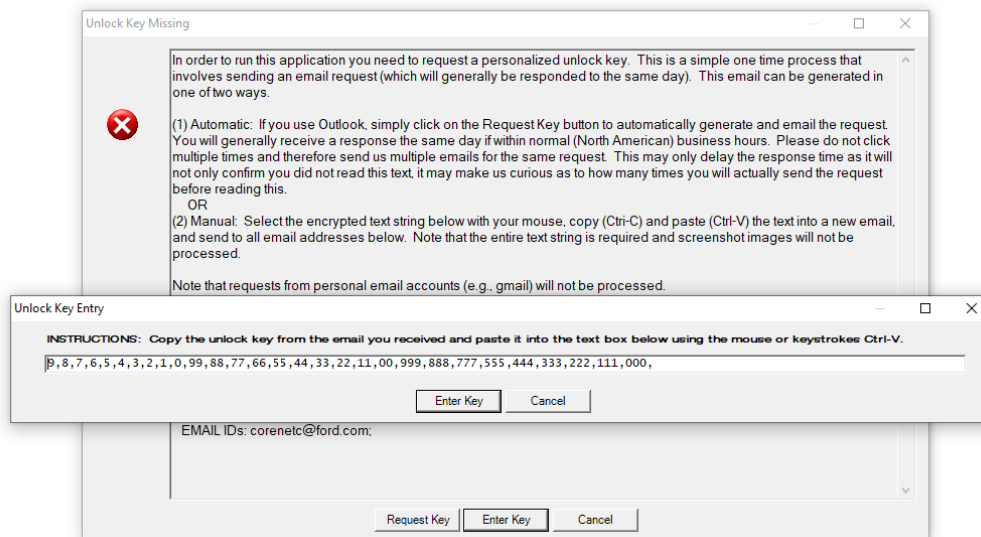 Unlock Key Missing
In order to run this application you need to request a personalized unlock key. This is a simple one time process that
involves sending an email request (which will generally be responded to the same day). This email can be generated in
one of two ways.
(1) Automatic: If you use Outlook, simply click on the Request Key button to automatically generate and email the request.
You will generally receive a response the same day if within normal (North American) business hours. Please do not click
multiple times and therefore send us multiple emails for the same request. This may only delay the response time as it will
not only confirm you did not read this text, it may make us curious as to how many times you will actually send the request
before reading this.
OR
(2) Manual: Select the encrypted text string below with your mouse, copy (Ctrl-C) and paste (Ctrl-V) the text into a new email,
and send to all email addresses below. Note that the entire text string is required and screenshot images will not be
processed.
Note that requests from personal email accounts (e.g., gmail) will not be processed.
Unlock Key Entry
INSTRUCTIONS: Copy the unlock key from the email you received and paste it into the text box below using the mouse or keystrokes Ctrl-V.
9,8,7,6,5,4,3,2,1,0,99,88,77,66,55,44,33,22,11,00,999,888,777,555,444,333,222,111,000,
Enter Key Cancel
EMAIL IDs: corenetc@ford.com;
Request Key Enter Key Cancel